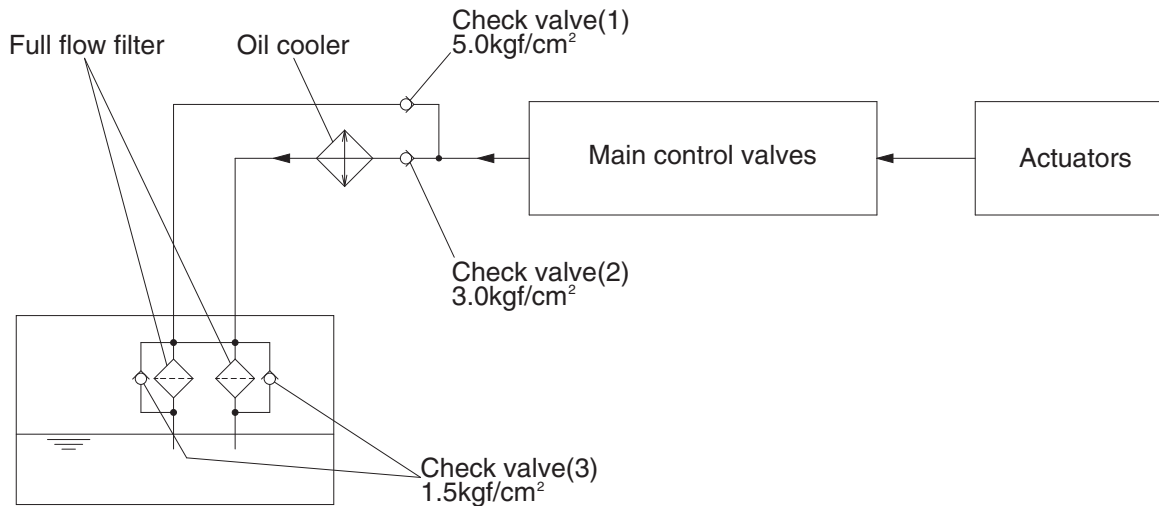 Check valve(1)
5.0kgf/cm²
Full flow filter
Oil cooler
Main control valves
Actuators
Check valve(2)
3.0kgf/cm²
Check valve(3)
1.5kgf/cm²